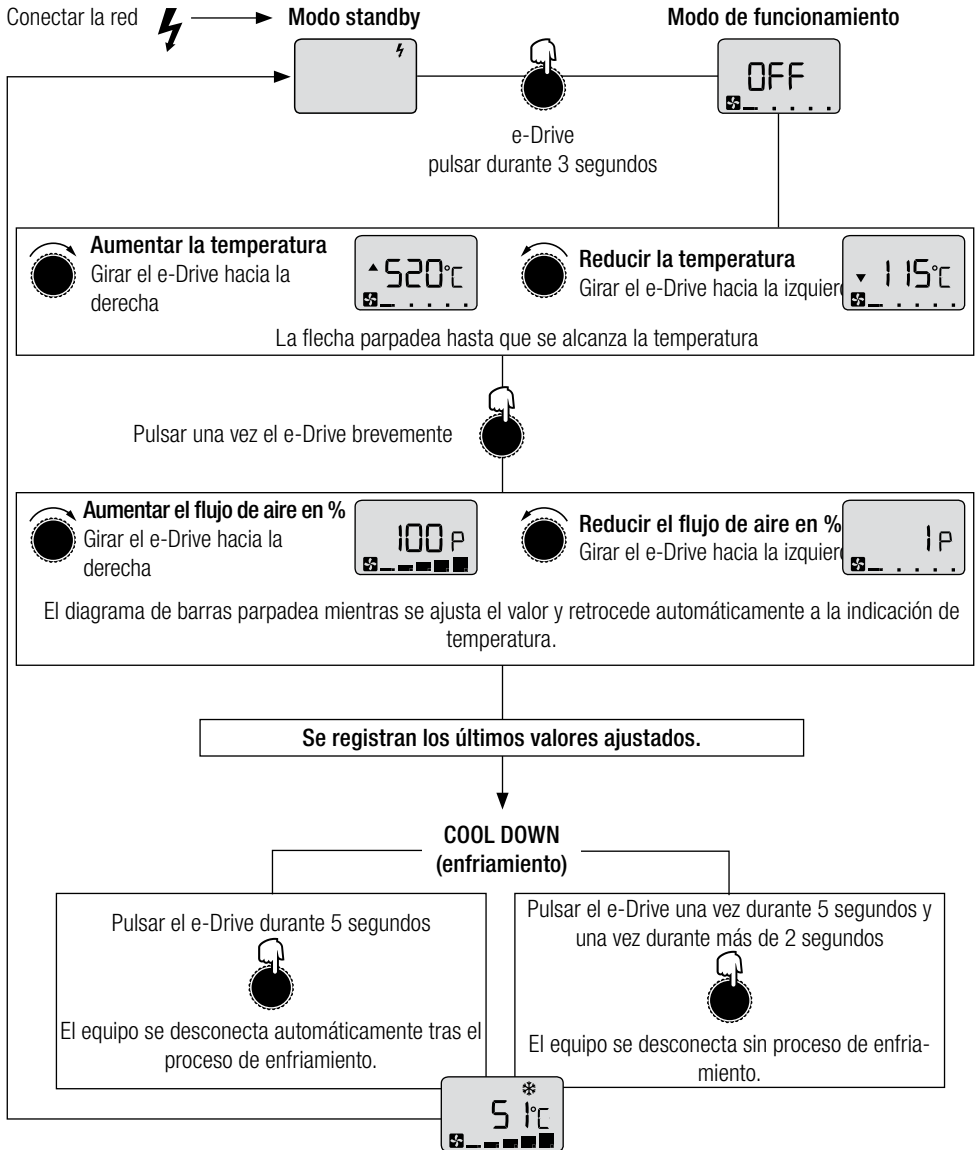 Conectar la red
Modo standby
Modo de funcionamiento
OFF
e-Drive
pulsar durante 3 segundos
Aumentar la temperatura
Girar el e-Drive hacia la
derecha
520°C
Reducir la temperatura
Girar el e-Drive hacia la izquier
115°C
La flecha parpadea hasta que se alcanza la temperatura
Pulsar una vez el e-Drive brevemente
Aumentar el flujo de aire en %
Girar el e-Drive hacia la
derecha
100 P
Reducir el flujo de aire en %
Girar el e-Drive hacia la izquier
1 P
El diagrama de barras parpadea mientras se ajusta el valor y retrocede automáticamente a la indicación de
temperatura.
Se registran los últimos valores ajustados.
COOL DOWN
(enfriamiento)
Pulsar el e-Drive durante 5 segundos
El equipo se desconecta automáticamente tras el
proceso de enfriamiento.
Pulsar el e-Drive una vez durante 5 segundos y
una vez durante más de 2 segundos
El equipo se desconecta sin proceso de enfria-
miento.
51°C